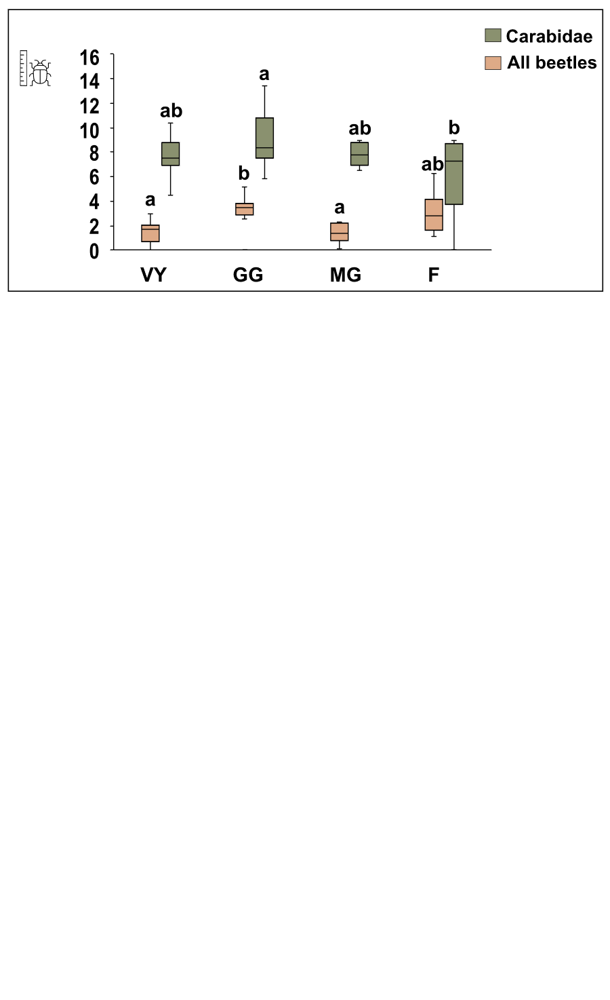 Carabidae
All beetles
16
14
12
10
8
6
4
2
0
a
ab
b
a
a
ab
ab
b
VY GG MG F